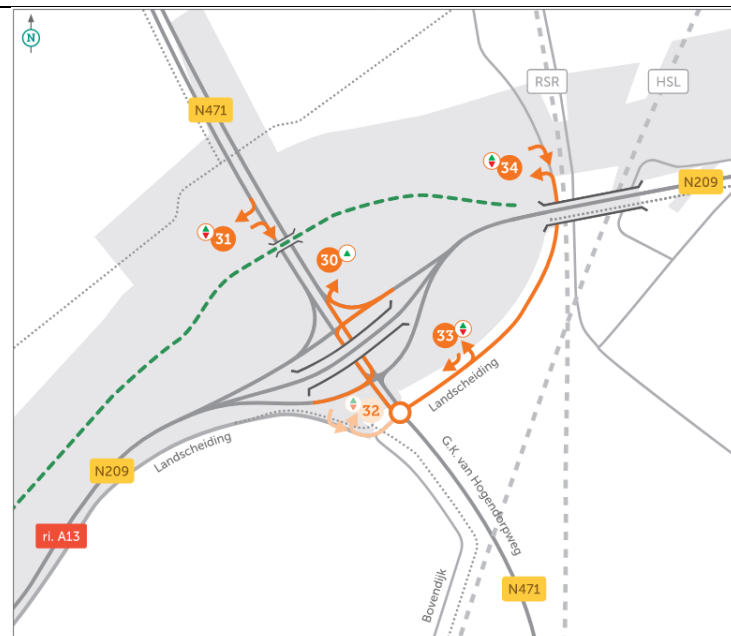 N
N471
RSR
HSL
34
N209
31
30
33
Landscheiding
32
Landscheiding
N209
G.K. van Hogendorpweg
ri. A13
Bovendijk
N471